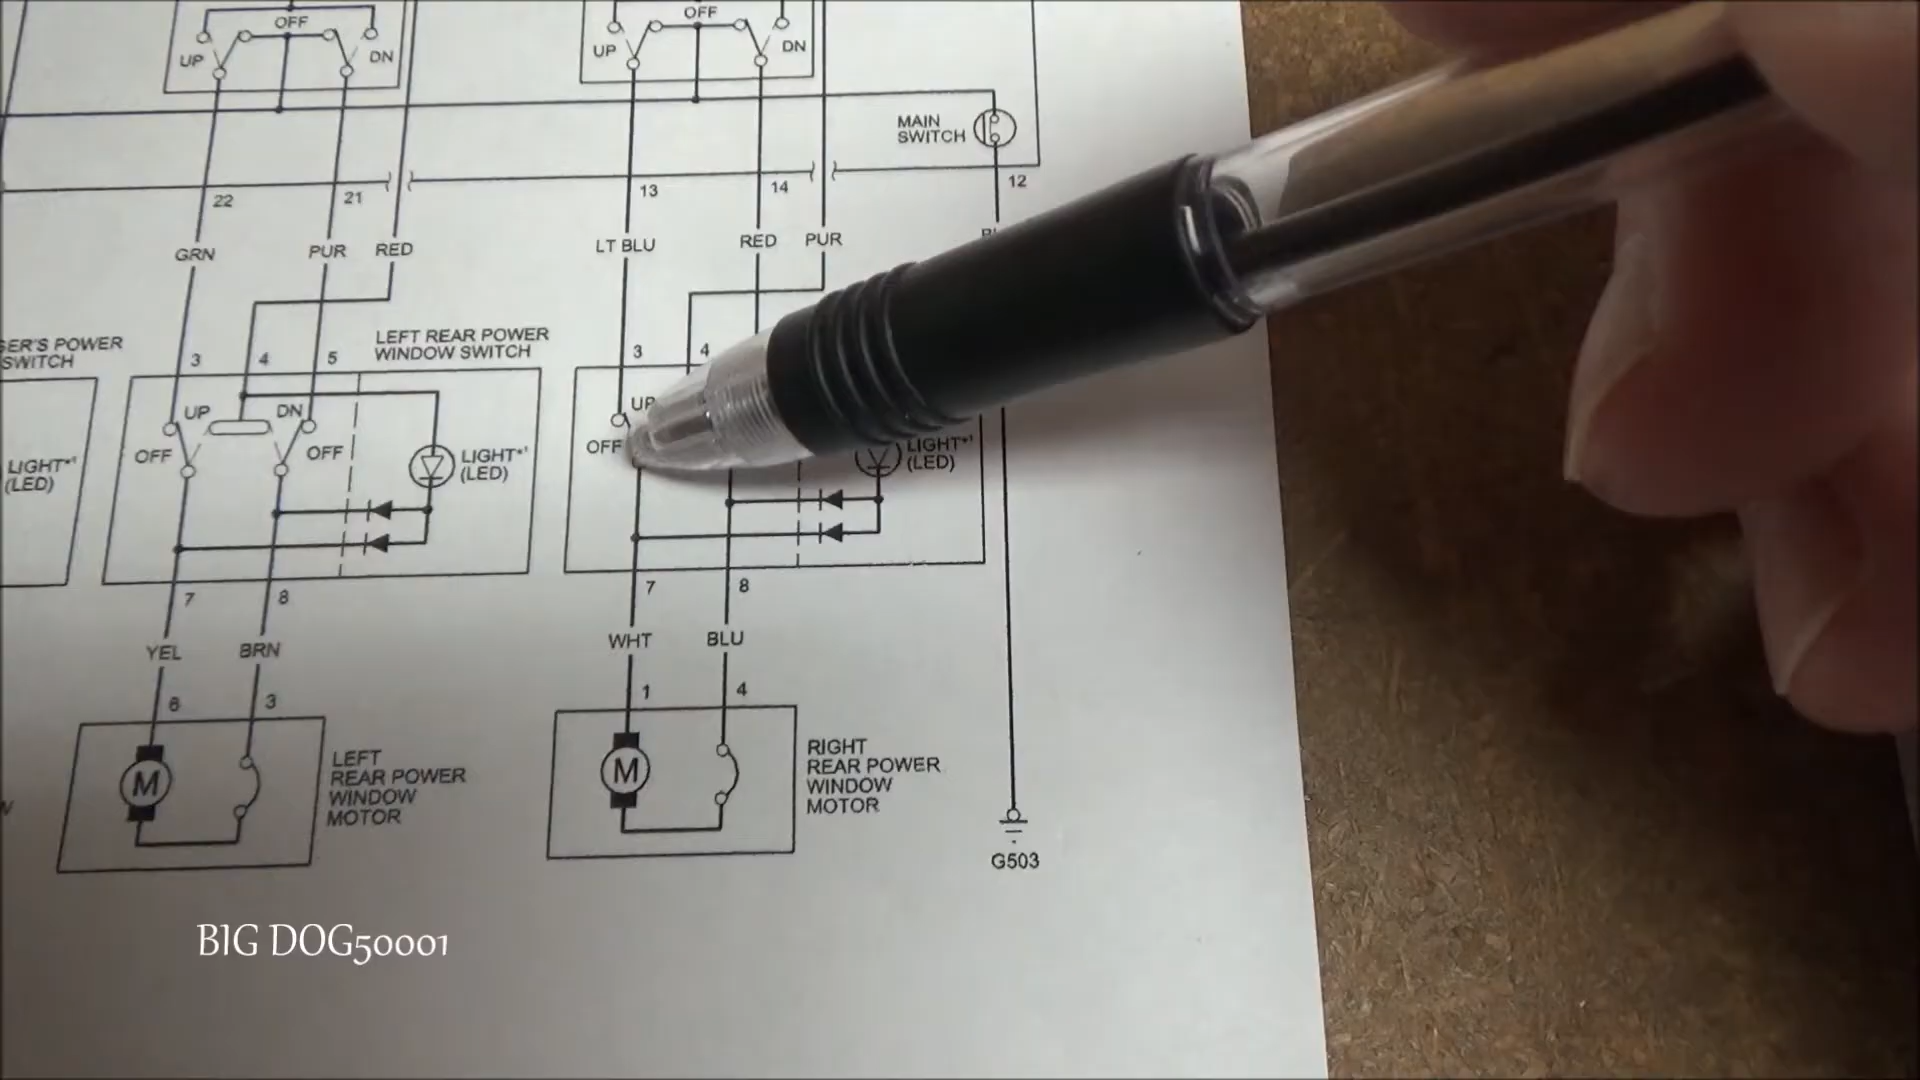 OFF
OFF
UP
DN
UP
DN
MAIN
SWITCH
22
21
13
14
12
GRN
PUR
RED
LT BLU
RED
PUR
SER'S POWER
SWITCH
LEFT REAR POWER
WINDOW SWITCH
3
4
5
3
4
UP
DN
OFF
OFF
LIGHT*¹
(LED)
LIGHT*¹
(LED)
UP
OFF
LIGHT*¹
(LED)
7
8
7
8
YEL
BRN
WHT
BLU
6
3
1
4
M
LEFT
REAR POWER
WINDOW
MOTOR
M
RIGHT
REAR POWER
WINDOW
MOTOR
G503
BIG DOG50001